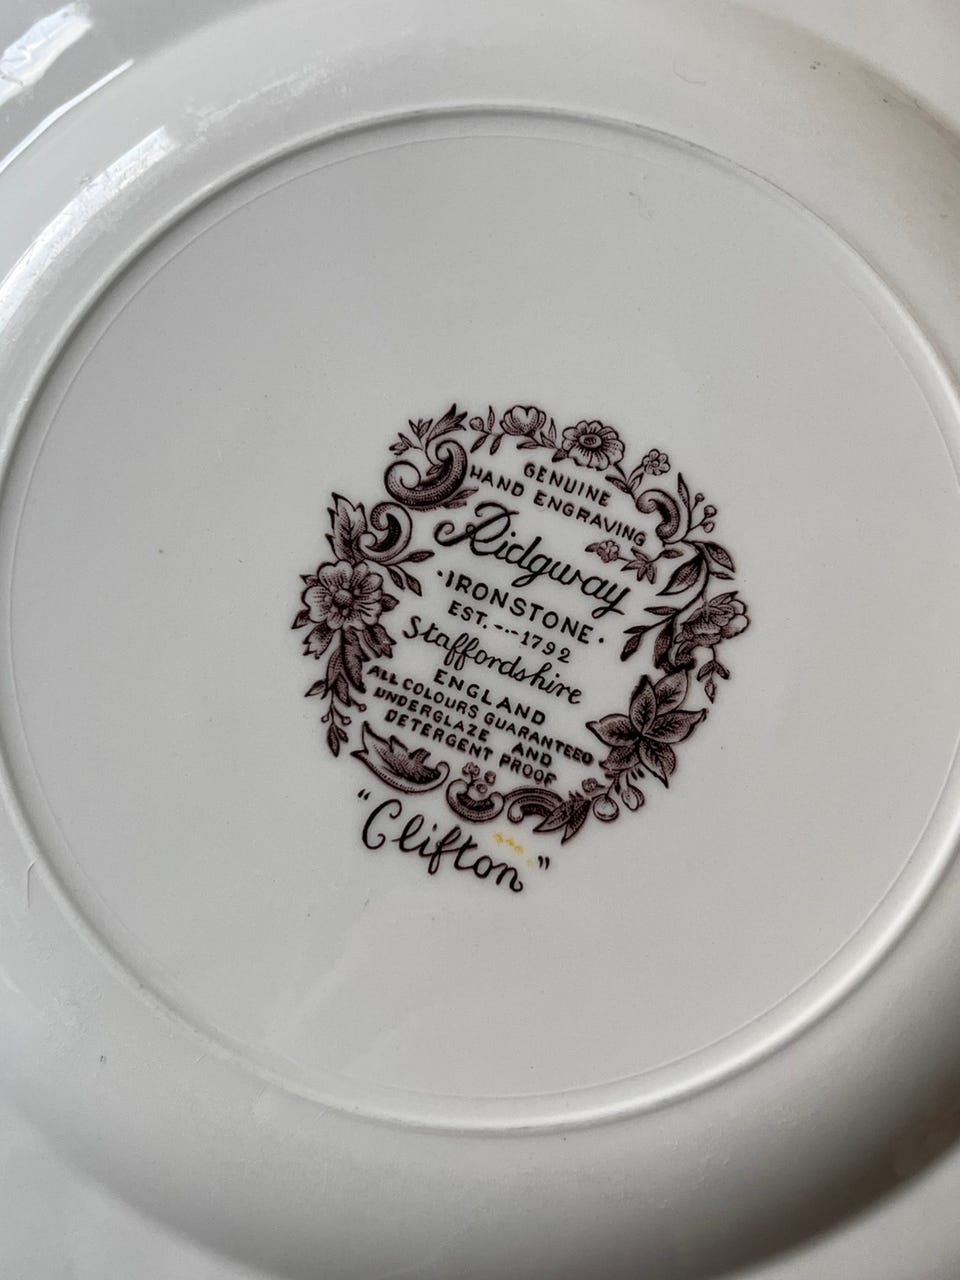 GENUINE
HAND ENGRAVING
Ridgway
·IRONSTONE·
EST.---1792
Staffordshire
ENGLAND
ALL COLOURS GUARANTEED
UNDERGLAZE AND
DETERGENT PROOF
"Clifton"